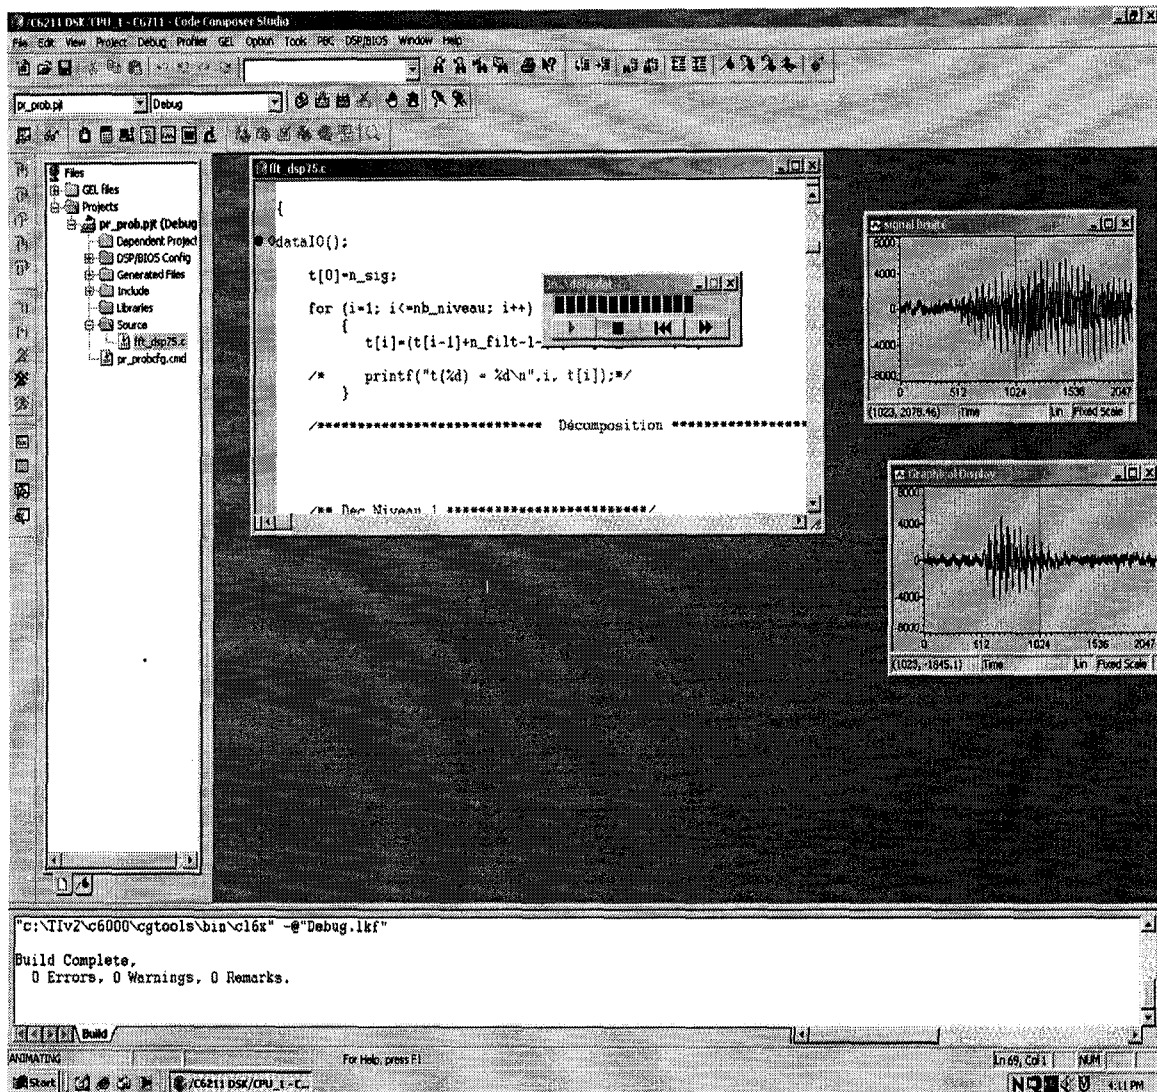 /C6211 DSK/CPU_1 - C6711 - Code Composer Studio
File Edit View Project Debug Profiler GEL Option Tools PBC DSP/BIOS Window Help
pr_prob.pjt Debug
Files
GEL files
Projects
pr_prob.pjt (Debug
Dependent Project
DSP/BIOS Config
Generated Files
Include
Libraries
Source
fft_dsp75.c
pr_probcfg.cmd
fft_dsp75.c
{
dataIO();
t[0]=n_sig;
for (i=1; i<=nb_niveau; i++)
{
t[i]=(t[i-1]+n_filt-1-
/* printf("t(%d) = %d\n",i, t[i]);*/
}
/**************************** Décomposition ******************
/** Dec Niveau 1 *************************/
signal bruité
8000
4000
0
-4000
-8000
0 512 1024 1536 2047
(1023, 2078.46) Time Lin Fixed Scale
Graphical Display
8000
4000
0
-4000
-8000
0 512 1024 1536 2047
(1023, -1845.1) Time Lin Fixed Scale
"c:\TIv2\c6000\cgtools\bin\cl6x" -@"Debug.lkf"
Build Complete,
0 Errors, 0 Warnings, 0 Remarks.
Build
ANIMATING For Help, press F1 Ln 69, Col 1 NUM
Start /C6211 DSK/CPU_1 - C... 4:11 PM